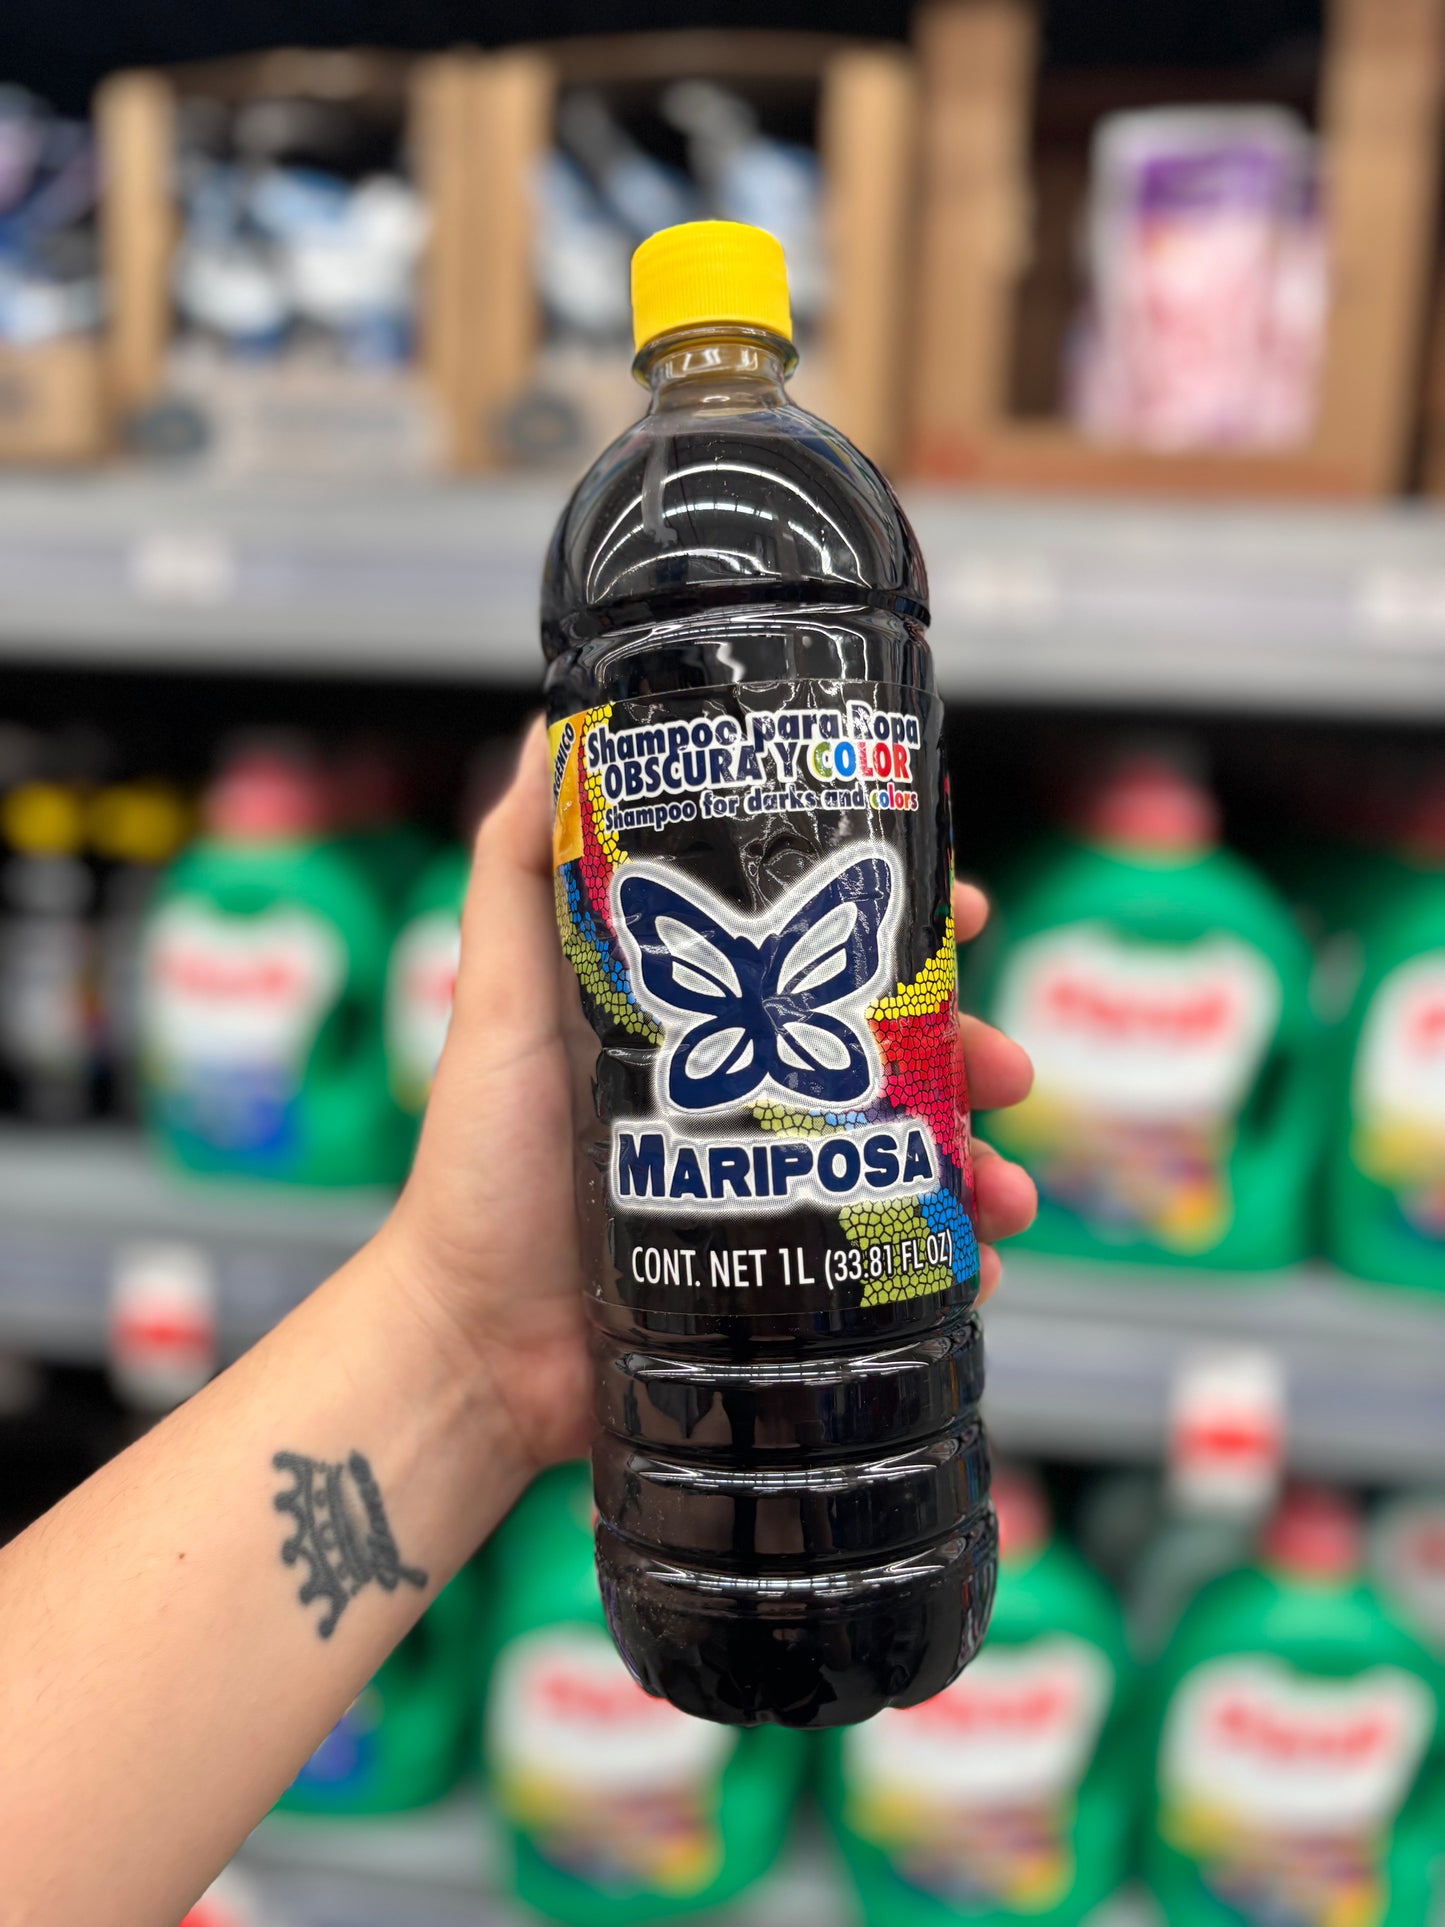 Shampoo para Ropa
OBSCURA Y COLOR
Shampoo for darks and colors
MARIPOSA
CONT. NET 1L (33.81 FL OZ)